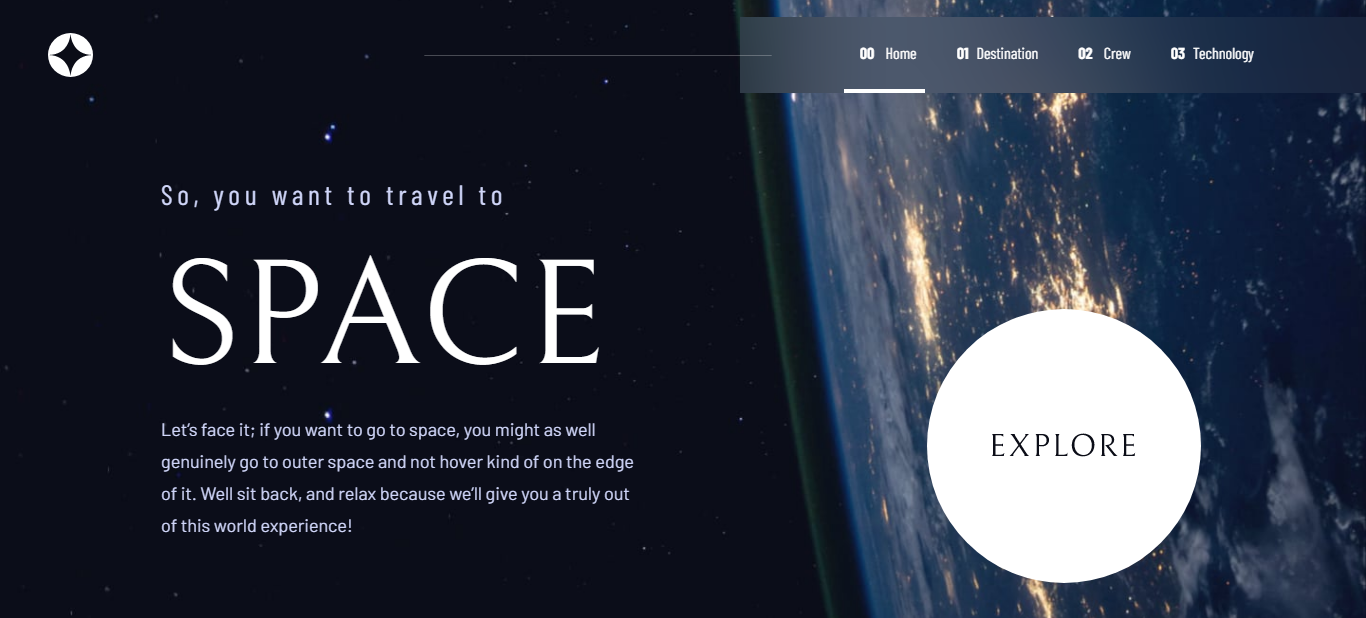 00 Home 01 Destination 02 Crew 03 Technology
So, you want to travel to
SPACE
Let's face it; if you want to go to space, you might as well
genuinely go to outer space and not hover kind of on the edge
of it. Well sit back, and relax because we'll give you a truly out
of this world experience!
EXPLORE